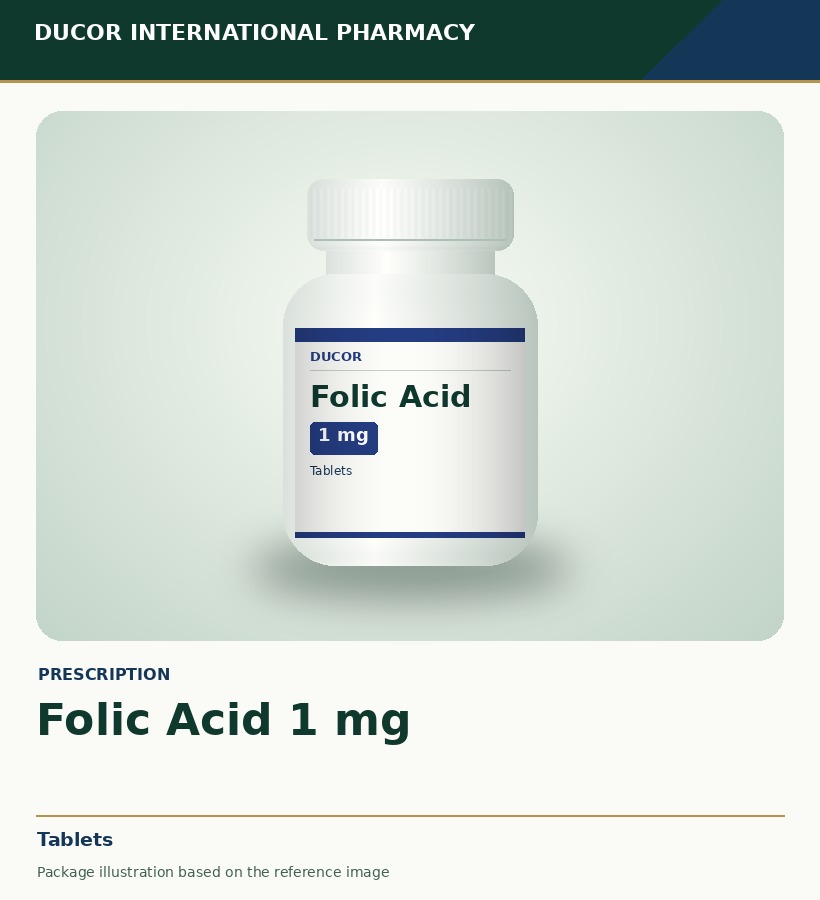 DUCOR INTERNATIONAL PHARMACY
DUCOR
Folic Acid
1 mg
Tablets
PRESCRIPTION
Folic Acid 1 mg
Tablets
Package illustration based on the reference image